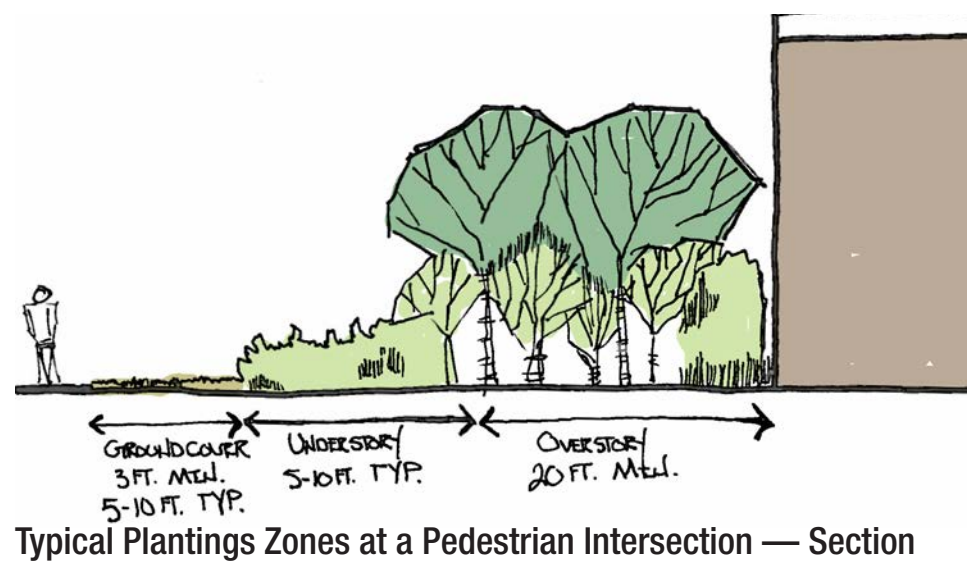 GROUNDCOVER
3 FT. MIN.
5-10 FT. TYP.
UNDERSTORY
5-10 FT. TYP.
OVERSTORY
20 FT. MIN.
Typical Plantings Zones at a Pedestrian Intersection — Section